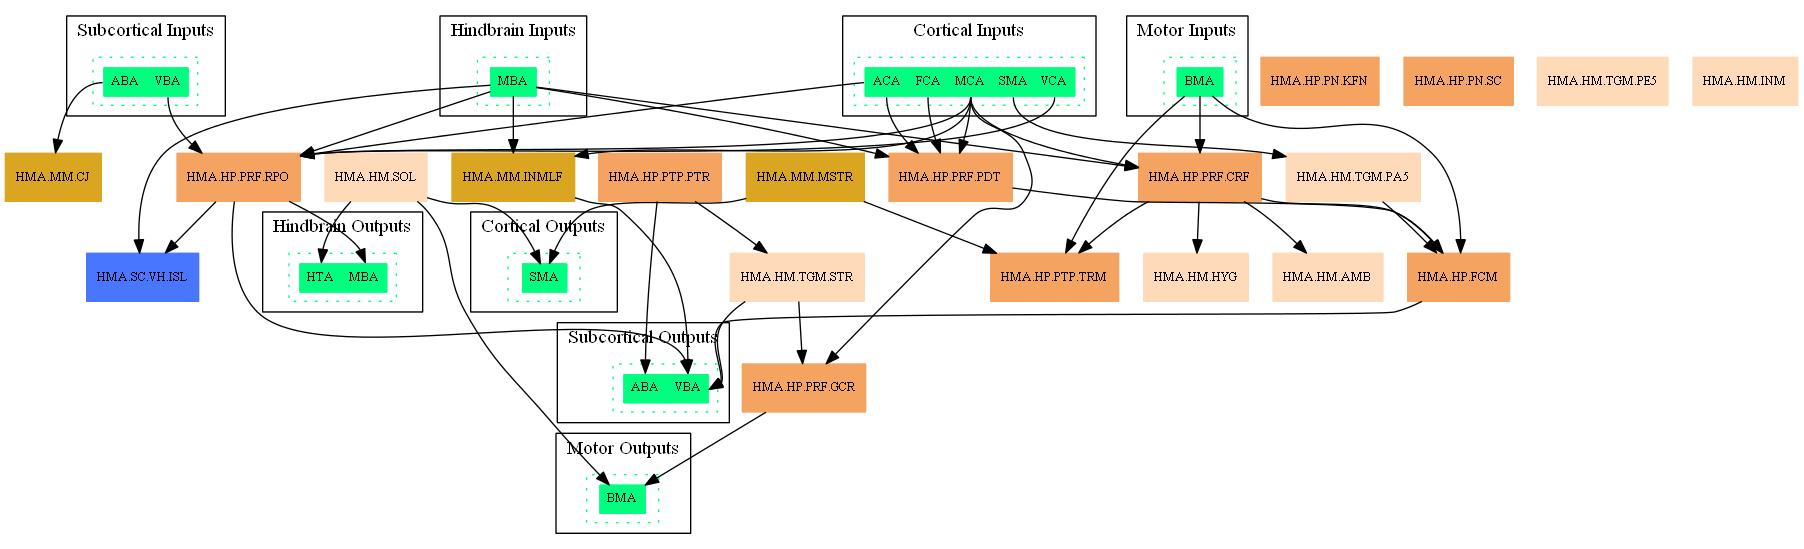 Subcortical Inputs
Hindbrain Inputs
Cortical Inputs
Motor Inputs
ABA VBA
MBA
ACA FCA MCA SMA VCA
BMA
HMA.HP.PN.KFN
HMA.HP.PN.SC
HMA.HM.TGM.PE5
HMA.HM.INM
HMA.MM.CJ
HMA.HP.PRF.RPO
HMA.HM.SOL
HMA.MM.INMLF
HMA.HP.PTP.PTR
HMA.MM.MSTR
HMA.HP.PRF.PDT
HMA.HP.PRF.CRF
HMA.HM.TGM.PA5
Hindbrain Outputs
Cortical Outputs
HMA.SC.VH.ISL
HTA MBA
SMA
HMA.HM.TGM.STR
HMA.HP.PTP.TRM
HMA.HM.HYG
HMA.HM.AMB
HMA.HP.FCM
Subcortical Outputs
ABA VBA
HMA.HP.PRF.GCR
Motor Outputs
BMA